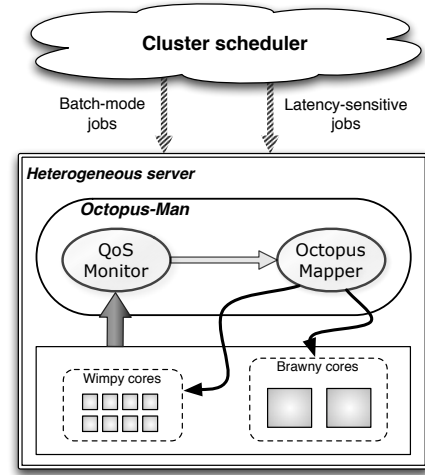 Cluster scheduler
Batch-mode
jobs
Latency-sensitive
jobs
Heterogeneous server
Octopus-Man
QoS
Monitor
Octopus
Mapper
Wimpy cores
Brawny cores